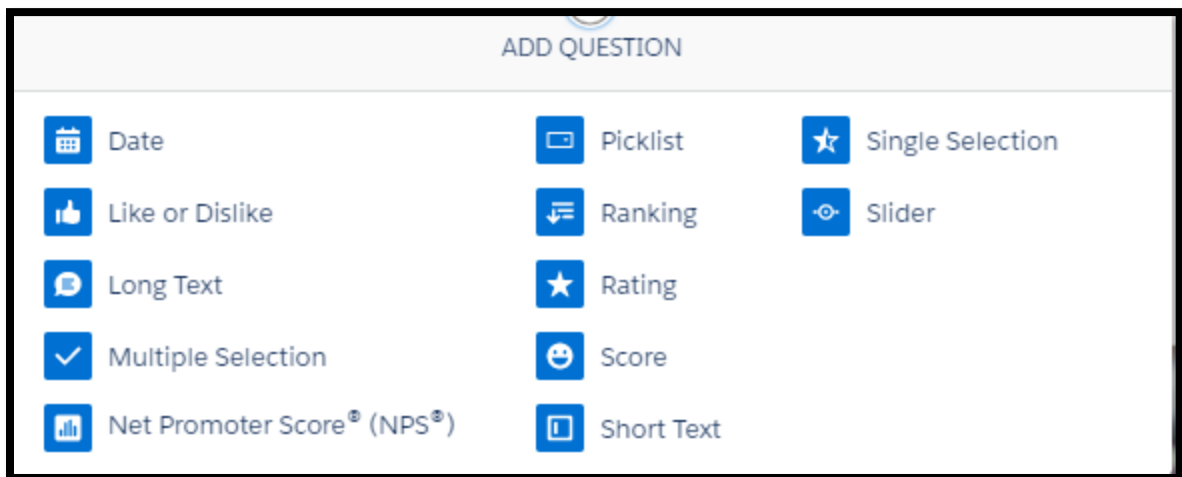 ADD QUESTION
Date
Like or Dislike
Long Text
Multiple Selection
Net Promoter Score® (NPS®)
Picklist
Ranking
Rating
Score
Short Text
Single Selection
Slider